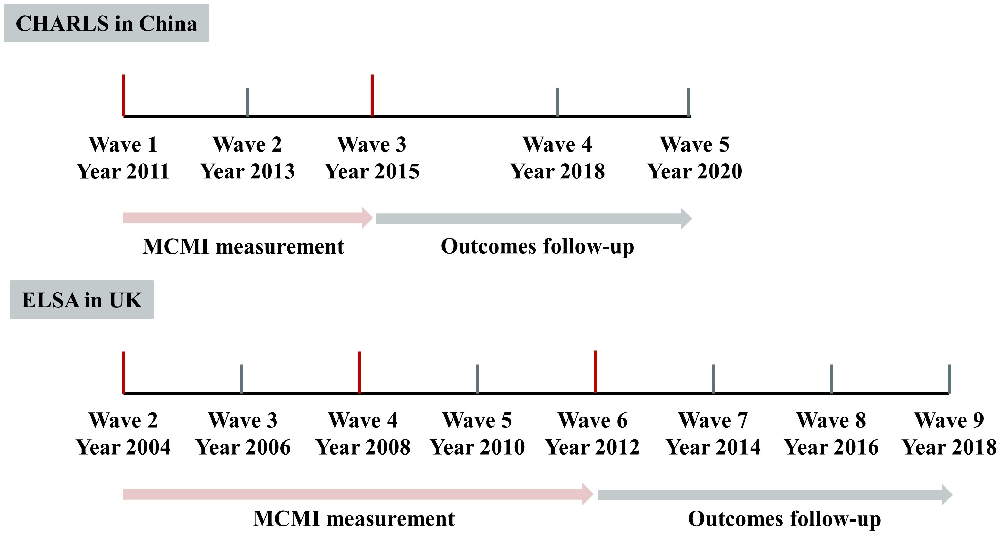 CHARLS in China
Wave 1 Wave 2 Wave 3 Wave 4 Wave 5
Year 2011 Year 2013 Year 2015 Year 2018 Year 2020
MCMI measurement Outcomes follow-up
ELSA in UK
Wave 2 Wave 3 Wave 4 Wave 5 Wave 6 Wave 7 Wave 8 Wave 9
Year 2004 Year 2006 Year 2008 Year 2010 Year 2012 Year 2014 Year 2016 Year 2018
MCMI measurement Outcomes follow-up